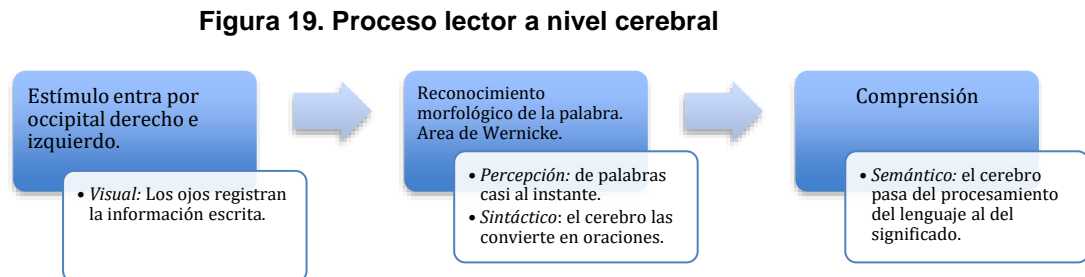 Figura 19. Proceso lector a nivel cerebral
Estímulo entra por
occipital derecho e
izquierdo.
• Visual: Los ojos registran
la información escrita.
Reconocimiento
morfológico de la palabra.
Area de Wernicke.
• Percepción: de palabras
casi al instante.
• Sintáctico: el cerebro las
convierte en oraciones.
Comprensión
• Semántico: el cerebro
pasa del procesamiento
del lenguaje al del
significado.